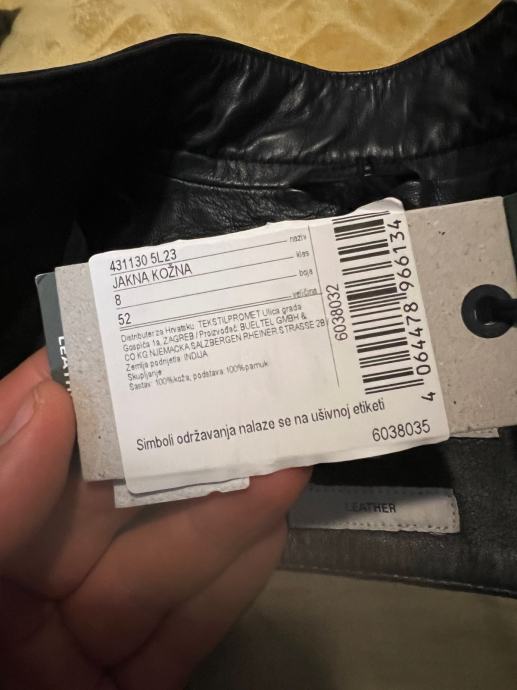 431130 5L23
naziv
JAKNA KOŽNA
klas
8
boja
52
veličina
Distributer za Hrvatsku: TEKSTILPROMET Ulica grada
Gospića 1a, ZAGREB / Proizvođač: BUELTEL GMBH &
CO KG NJEMACKA SALZBERGEN RHEINER STRASSE 28
Zemlja podrijetla: INDIJA
Skupljanje:
Sastav: 100%koža, podstava 100%pamuk
Simboli održavanja nalaze se na ušivnoj etiketi
6038035
6038032
4 064478 966134
LEATHER